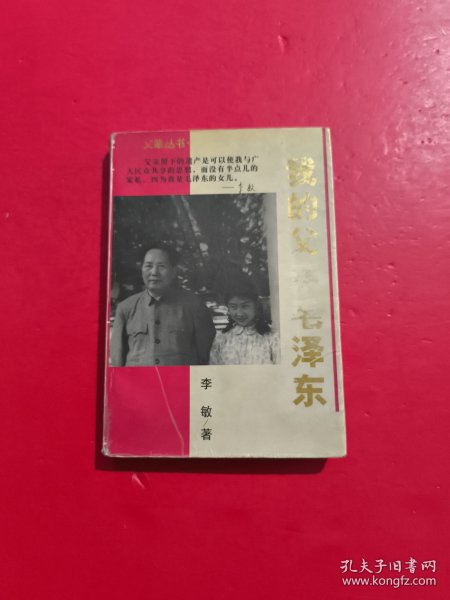 父辈丛书·
父亲留下的遗产是可以使我与广
大民众共享的思想，而没有半点儿的
家私。因为我是毛泽东的女儿。
——李敏
我的父亲毛泽东
李敏/著
孔夫子旧书网
www.kongfz.com